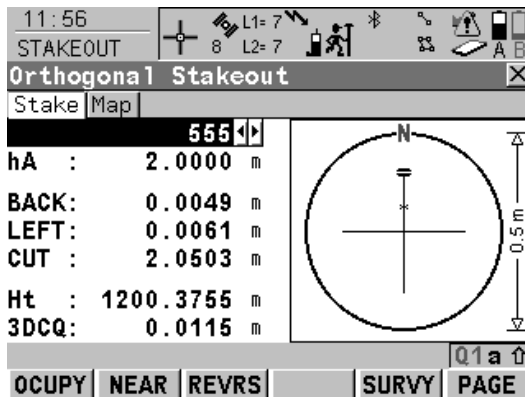 11:56
STAKEOUT
8
L1= 7
L2= 7
A B
Orthogonal Stakeout
X
Stake Map
555
hA : 2.0000 m
BACK: 0.0049 m
LEFT: 0.0061 m
CUT : 2.0503 m
Ht : 1200.3755 m
3DCQ: 0.0115 m
N
0.5 m
Q1 a ⇧
OCUPY NEAR REVRS SURVY PAGE